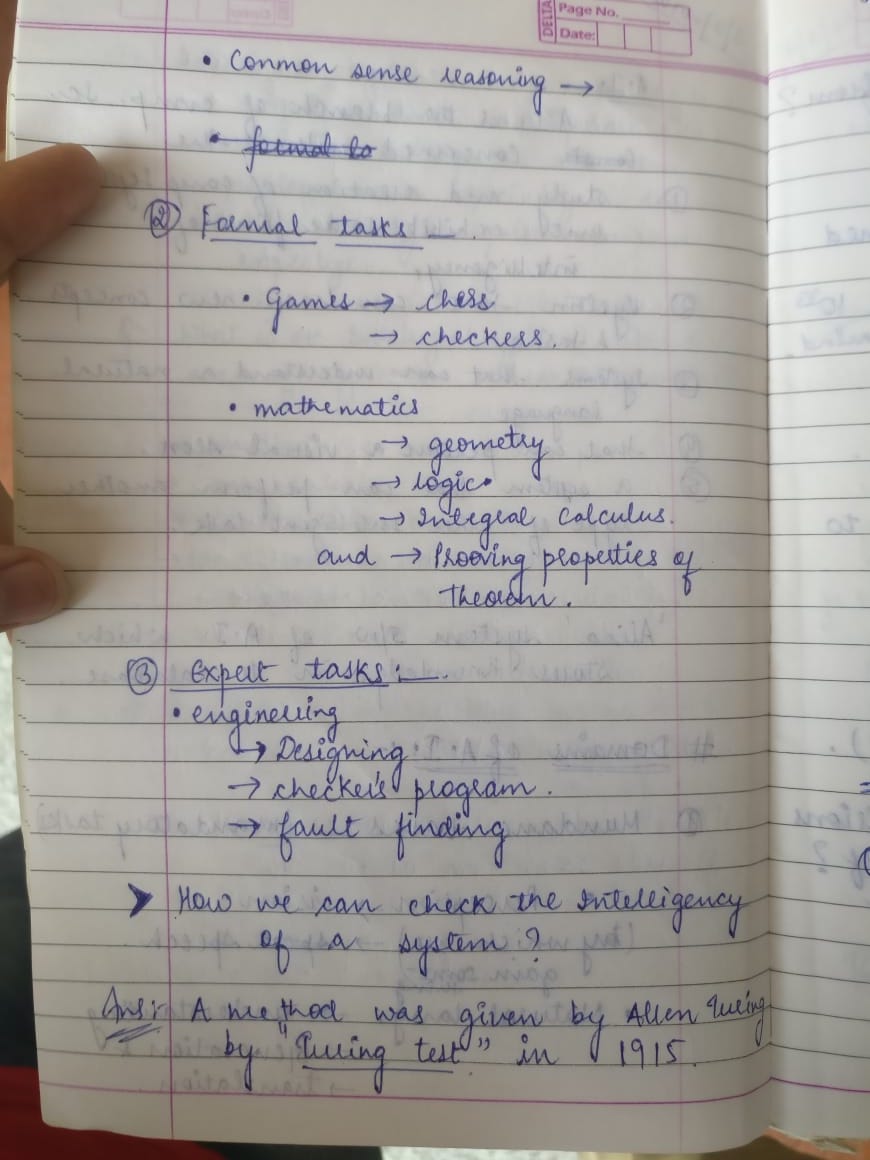 DELTA
Page No.
Date:
• Common sense reasoning →
• formal to
② Formal tasks –.
• Games → chess
→ checkers.
• mathematics
→ geometry
→ logic•
→ Integral calculus.
and → Prooving properties of
theorem.
③ Expert tasks:–.
• engineering
↳ Designing
→ checkers program.
→ fault finding
➤ How we can check the Intelligency
of a system?
Ans:- A method was given by Allen Turing
by "Turing test" in 1915.